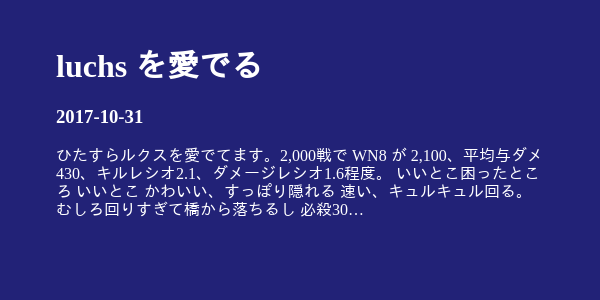 luchs を愛でる
2017-10-31
ひたすらルクスを愛でてます。2,000戦で WN8 が 2,100、平均与ダメ
430、キルレシオ2.1、ダメージレシオ1.6程度。 いいとこ困ったとこ
ろ いいとこ かわいい、すっぽり隠れる 速い、キュルキュル回る。
むしろ回りすぎて橋から落ちるし 必殺30…